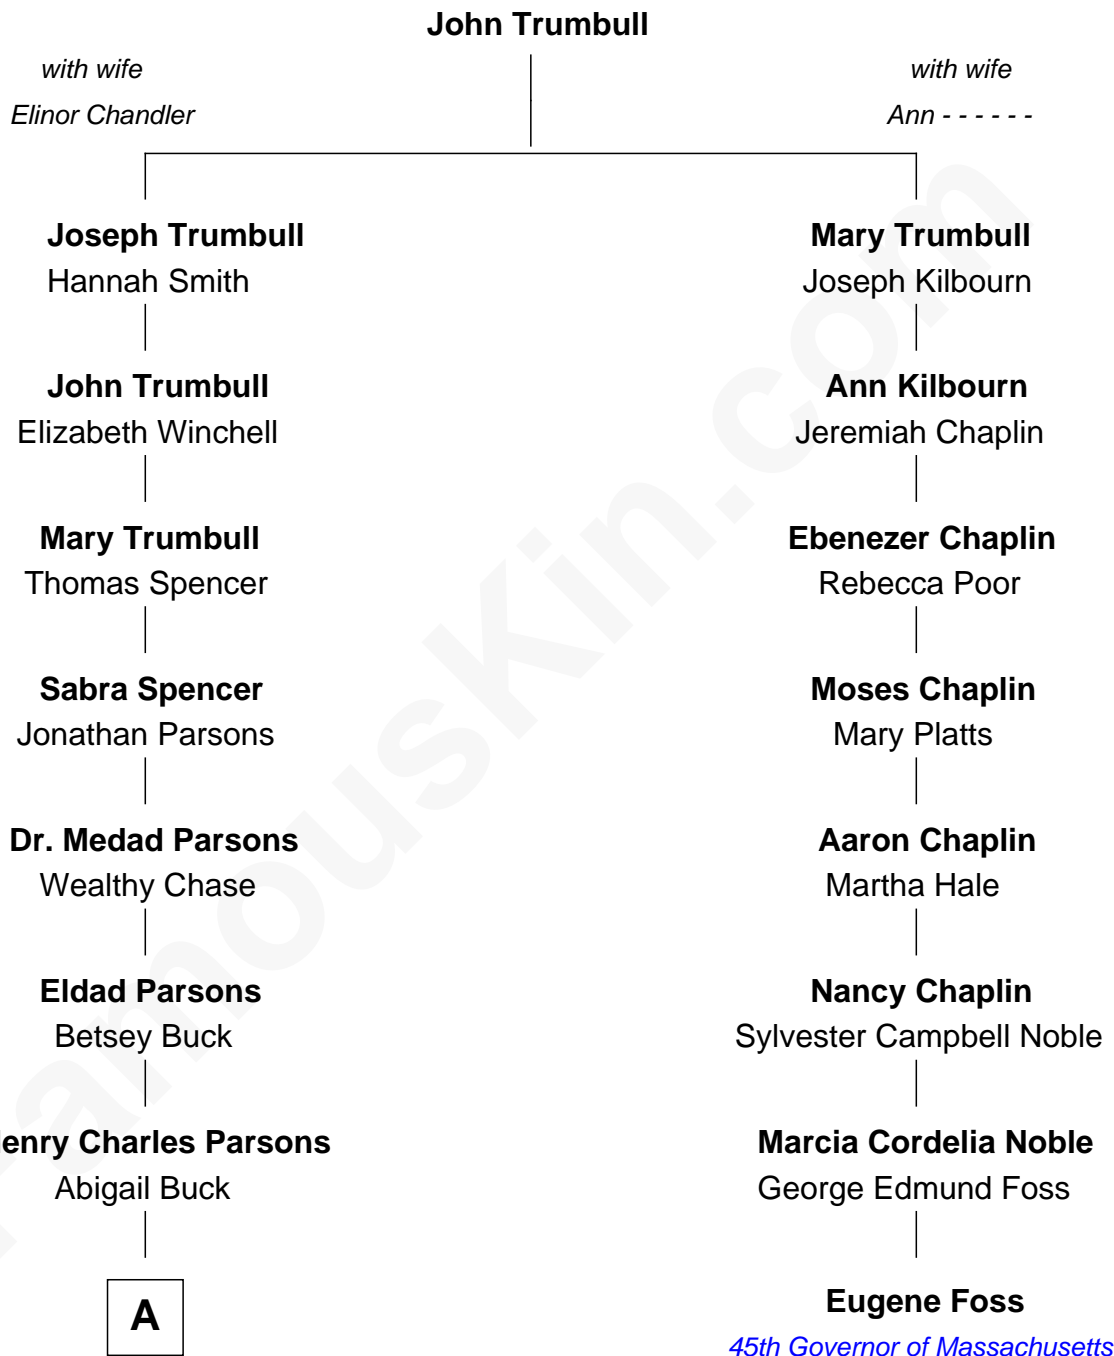 John Trumbull
with wife
Elinor Chandler
with wife
Ann - - - - - -
Joseph Trumbull
Hannah Smith
Mary Trumbull
Joseph Kilbourn
John Trumbull
Elizabeth Winchell
Ann Kilbourn
Jeremiah Chaplin
Mary Trumbull
Thomas Spencer
Ebenezer Chaplin
Rebecca Poor
Sabra Spencer
Jonathan Parsons
Moses Chaplin
Mary Platts
Dr. Medad Parsons
Wealthy Chase
Aaron Chaplin
Martha Hale
Eldad Parsons
Betsey Buck
Nancy Chaplin
Sylvester Campbell Noble
enry Charles Parsons
Abigail Buck
Marcia Cordelia Noble
George Edmund Foss
A
Eugene Foss
45th Governor of Massachusetts
FamousKin.com